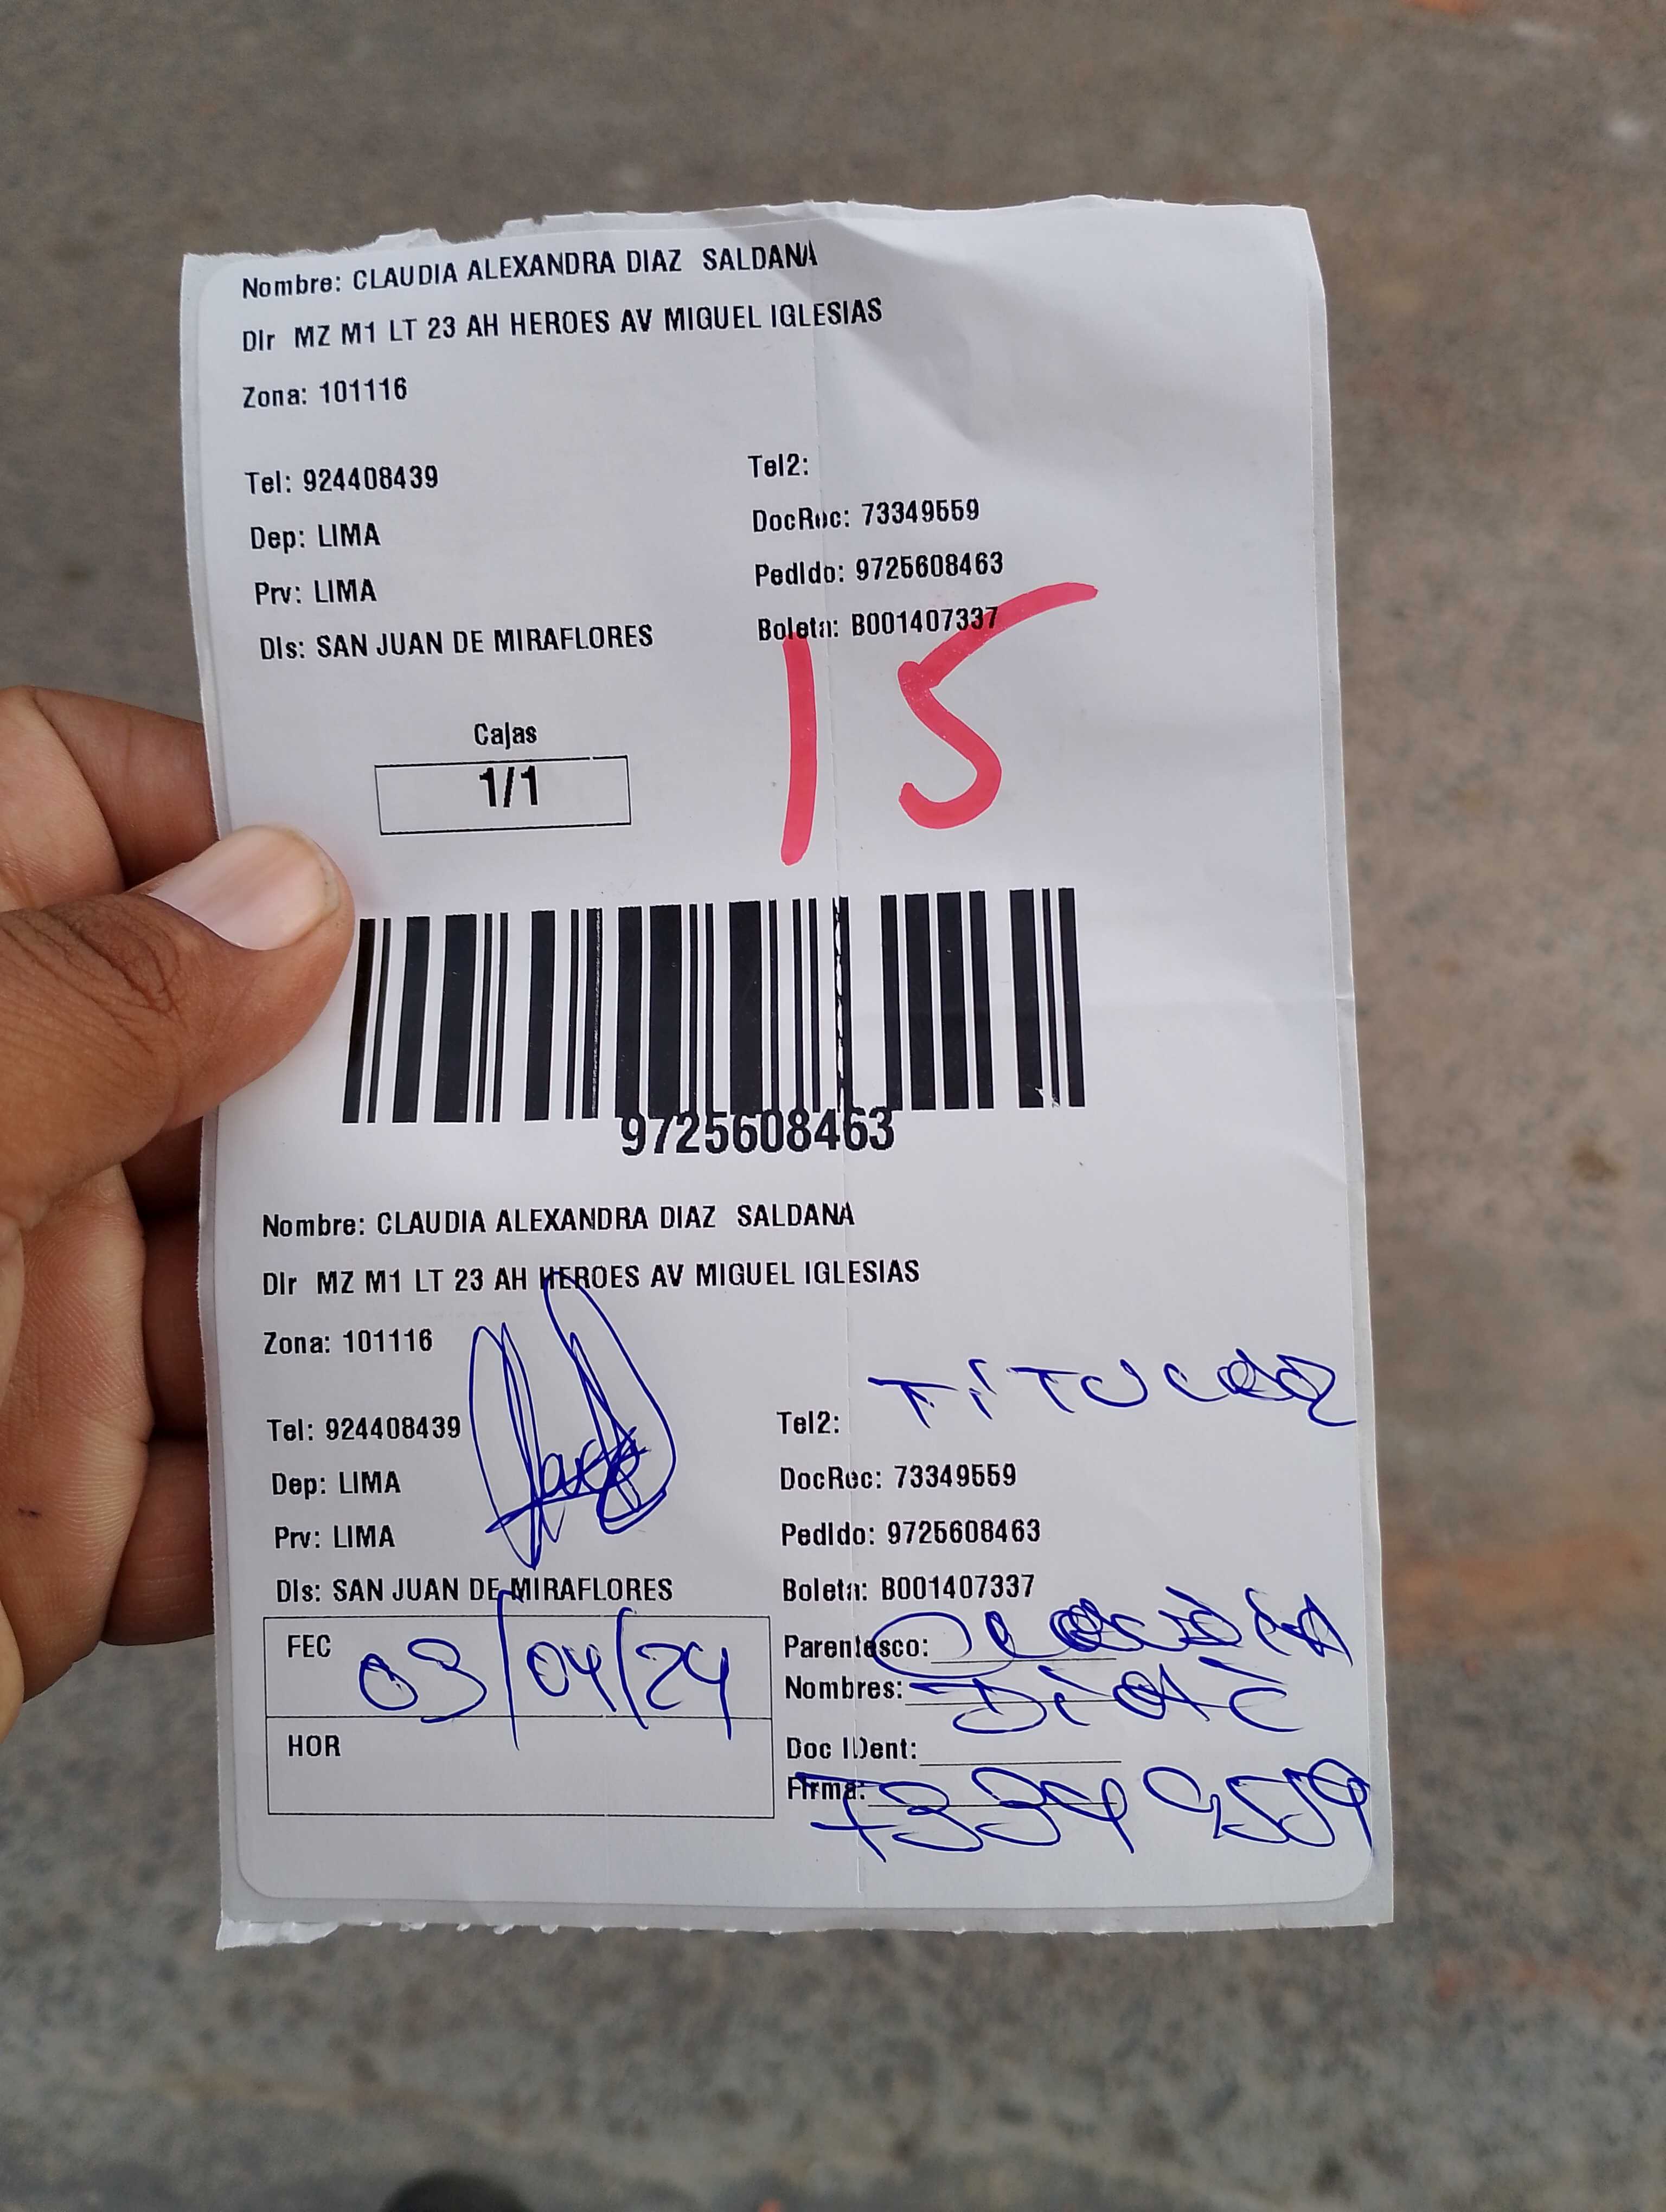 Nombre: CLAUDIA ALEXANDRA DIAZ SALDANA
Dir MZ M1 LT 23 AH HEROES AV MIGUEL IGLESIAS
Zona: 101116
Tel: 924408439
Tel2:
Dep: LIMA
DocRec: 73349559
Prv: LIMA
Pedido: 9725608463
Dis: SAN JUAN DE MIRAFLORES
Boleta: B001407337
15
Cajas
1/1
9725608463
Nombre: CLAUDIA ALEXANDRA DIAZ SALDANA
Dir MZ M1 LT 23 AH HEROES AV MIGUEL IGLESIAS
Zona: 101116
TITULAR
Tel: 924408439
Tel2:
Dep: LIMA
DocRec: 73349559
Prv: LIMA
Pedido: 9725608463
Dis: SAN JUAN DE MIRAFLORES
Boleta: B001407337
FEC 03/04/24
Parentesco: CLAUDIA
Nombres: DIAZ
HOR
Doc IDent:
Firma: 73349559